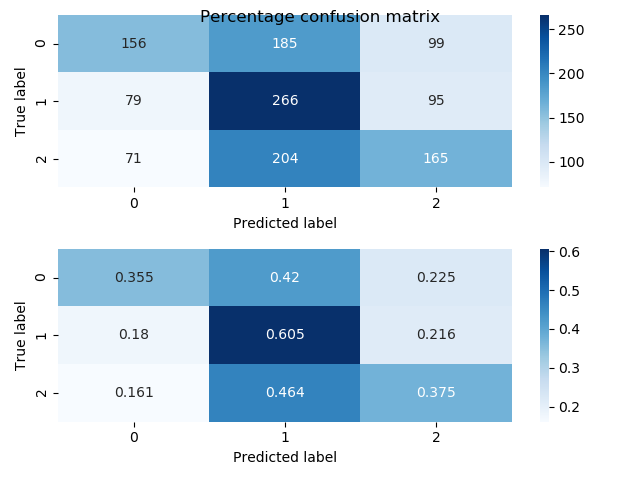 Percentage confusion matrix
True label
0 156 185 99
1 79 266 95
2 71 204 165
0 1 2
Predicted label
250
200
150
100
True label
0 0.355 0.42 0.225
1 0.18 0.605 0.216
2 0.161 0.464 0.375
0 1 2
Predicted label
0.6
0.5
0.4
0.3
0.2